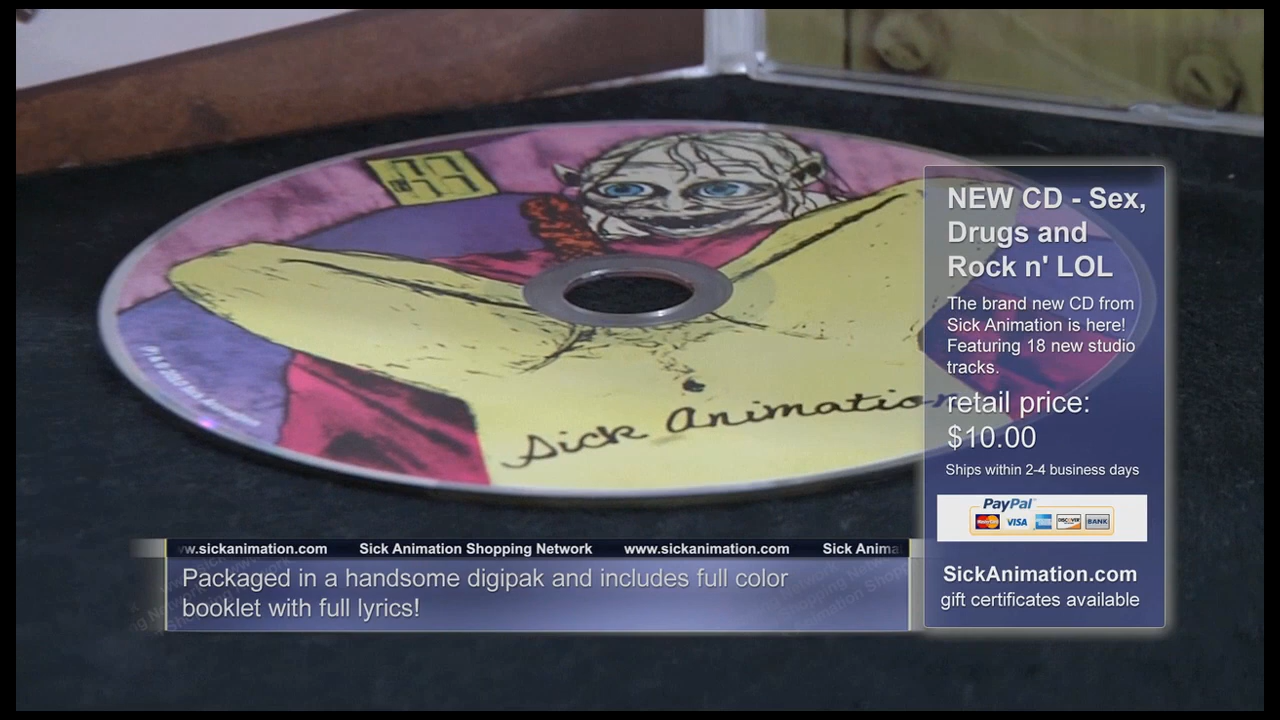 NEW CD - Sex,
Drugs and
Rock n' LOL
The brand new CD from
Sick Animation is here!
Featuring 18 new studio
tracks.
retail price:
$10.00
Ships within 2-4 business days
PayPal
MasterCard VISA DISCOVER BANK
SickAnimation.com
gift certificates available
Sick Animation
w.sickanimation.com Sick Animation Shopping Network www.sickanimation.com Sick Anima
Packaged in a handsome digipak and includes full color
booklet with full lyrics!